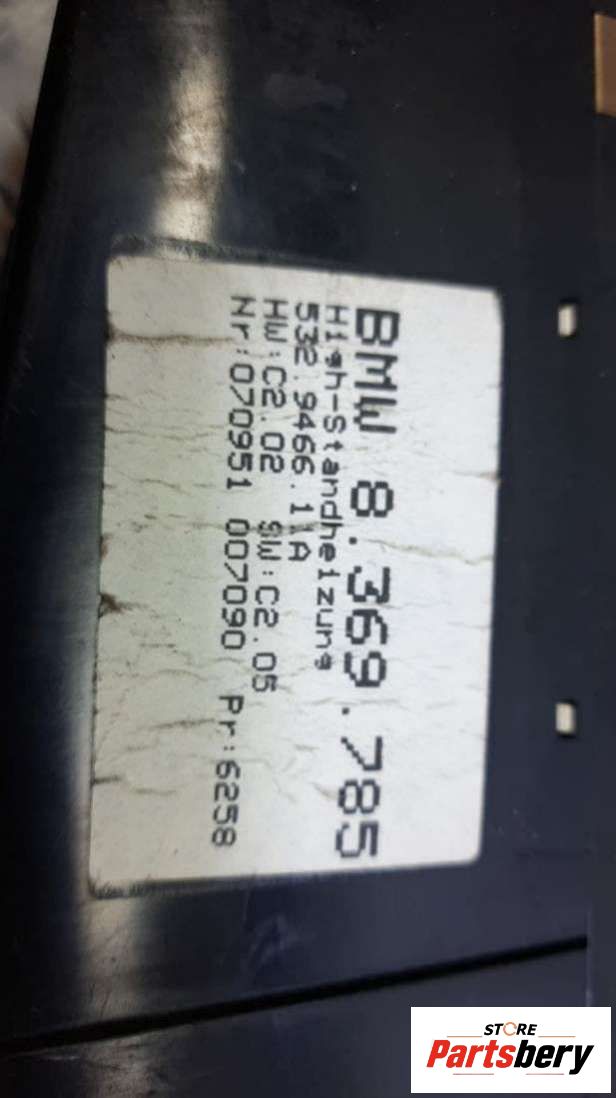 BMW 8.369.785
High-Standheizung
532.9466.11A
HW:C2.02 SW:C2.05
Nr:070951 007090 Pr:6258
STORE
Partsbery